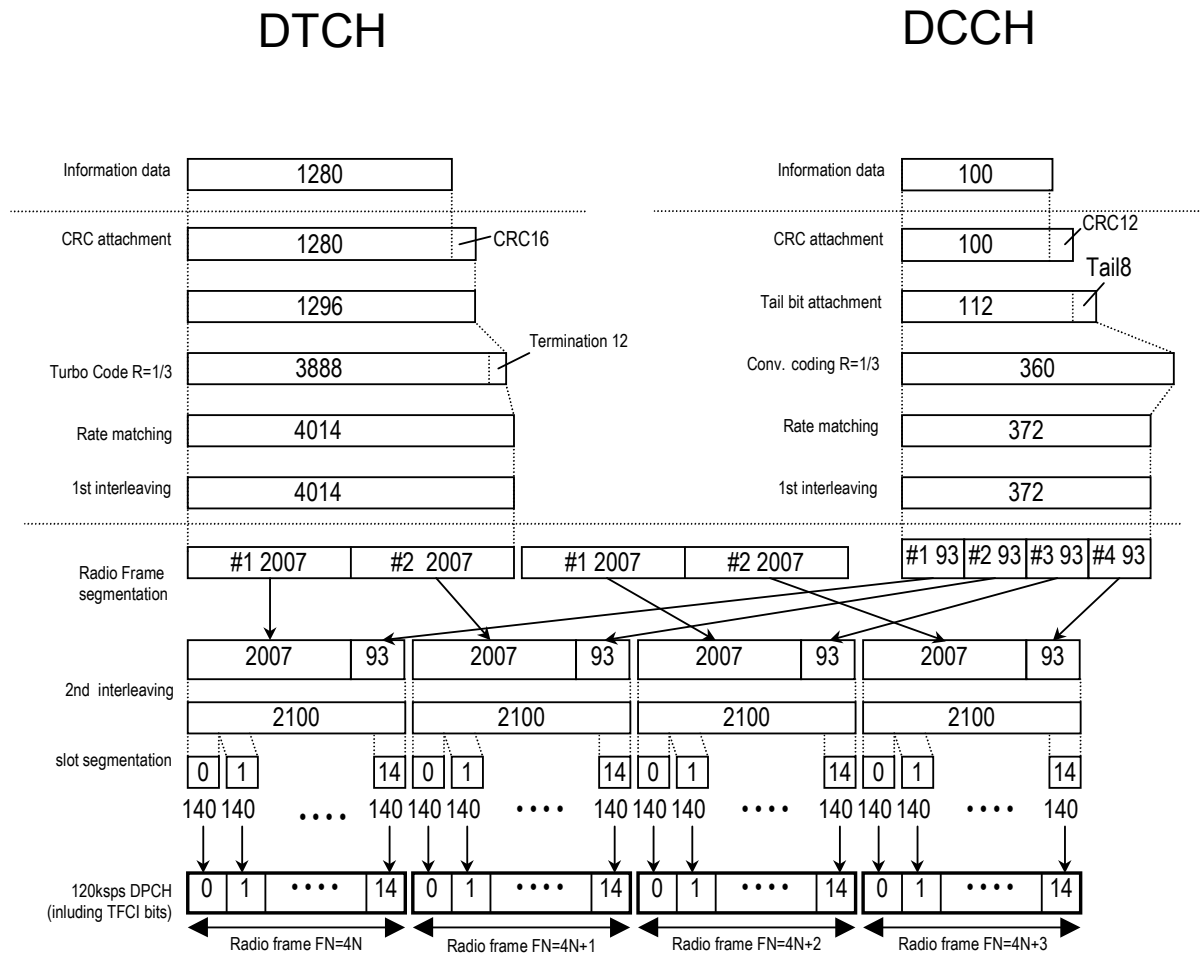 DTCH DCCH
Information data 1280 Information data 100
CRC attachment 1280 CRC16 CRC attachment 100 CRC12
1296 Tail bit attachment 112 Tail8
Turbo Code R=1/3 3888 Termination 12 Conv. coding R=1/3 360
Rate matching 4014 Rate matching 372
1st interleaving 4014 1st interleaving 372
Radio Frame
segmentation
#1 2007 #2 2007 #1 2007 #2 2007 #1 93 #2 93 #3 93 #4 93
2007 93 2007 93 2007 93 2007 93
2nd interleaving
2100 2100 2100 2100
slot segmentation 0 1 14 0 1 14 0 1 14 0 1 14
140 140 •••• 140 140 140 •••• 140 140 140 •••• 140 140 140 •••• 140
120ksps DPCH
(inluding TFCI bits)
0 1 •••• 14 0 1 •••• 14 0 1 •••• 14 0 1 •••• 14
Radio frame FN=4N Radio frame FN=4N+1 Radio frame FN=4N+2 Radio frame FN=4N+3